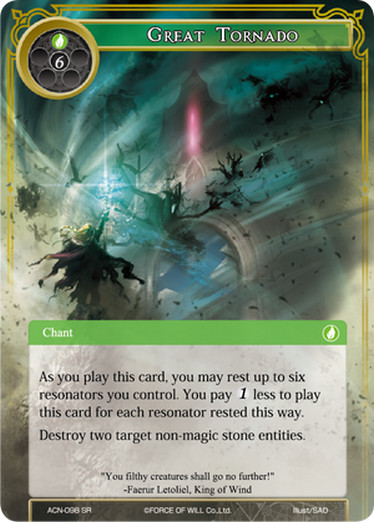 GREAT TORNADO
6
Chant
As you play this card, you may rest up to six
resonators you control. You pay 1 less to play
this card for each resonator rested this way.
Destroy two target non-magic stone entities.
"You filthy creatures shall go no further!"
-Faerur Letoliel, King of Wind
ACN-098 SR
©FORCE OF WILL Co.,Ltd.
Illust/SAO